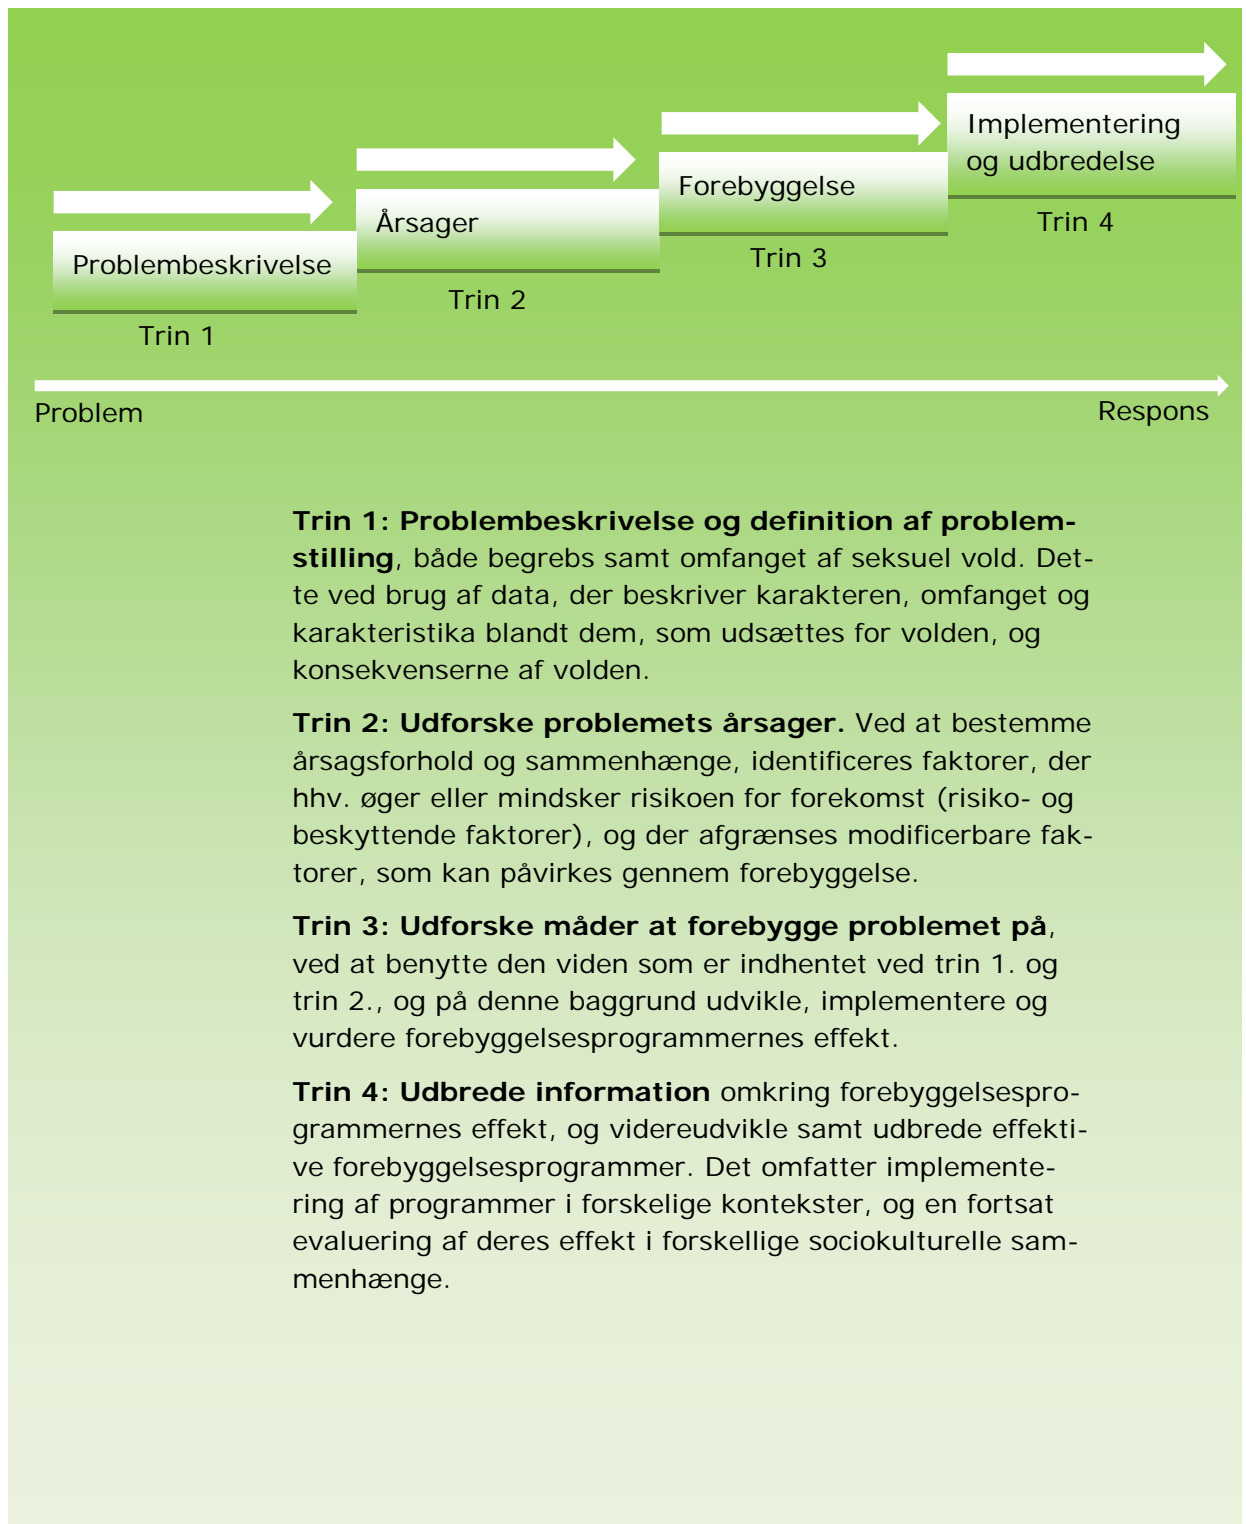 Implementering
og udbredelse
Trin 4
Forebyggelse
Trin 3
Årsager
Trin 2
Problembeskrivelse
Trin 1
Problem
Respons
Trin 1: Problembeskrivelse og definition af problem-
stilling, både begrebs samt omfanget af seksuel vold. Det-
te ved brug af data, der beskriver karakteren, omfanget og
karakteristika blandt dem, som udsættes for volden, og
konsekvenserne af volden.
Trin 2: Udforske problemets årsager. Ved at bestemme
årsagsforhold og sammenhænge, identificeres faktorer, der
hhv. øger eller mindsker risikoen for forekomst (risiko- og
beskyttende faktorer), og der afgrænses modificerbare fak-
torer, som kan påvirkes gennem forebyggelse.
Trin 3: Udforske måder at forebygge problemet på,
ved at benytte den viden som er indhentet ved trin 1. og
trin 2., og på denne baggrund udvikle, implementere og
vurdere forebyggelsesprogrammernes effekt.
Trin 4: Udbrede information omkring forebyggelsespro-
grammernes effekt, og videreudvikle samt udbrede effekti-
ve forebyggelsesprogrammer. Det omfatter implemente-
ring af programmer i forskelige kontekster, og en fortsat
evaluering af deres effekt i forskellige sociokulturelle sam-
menhænge.